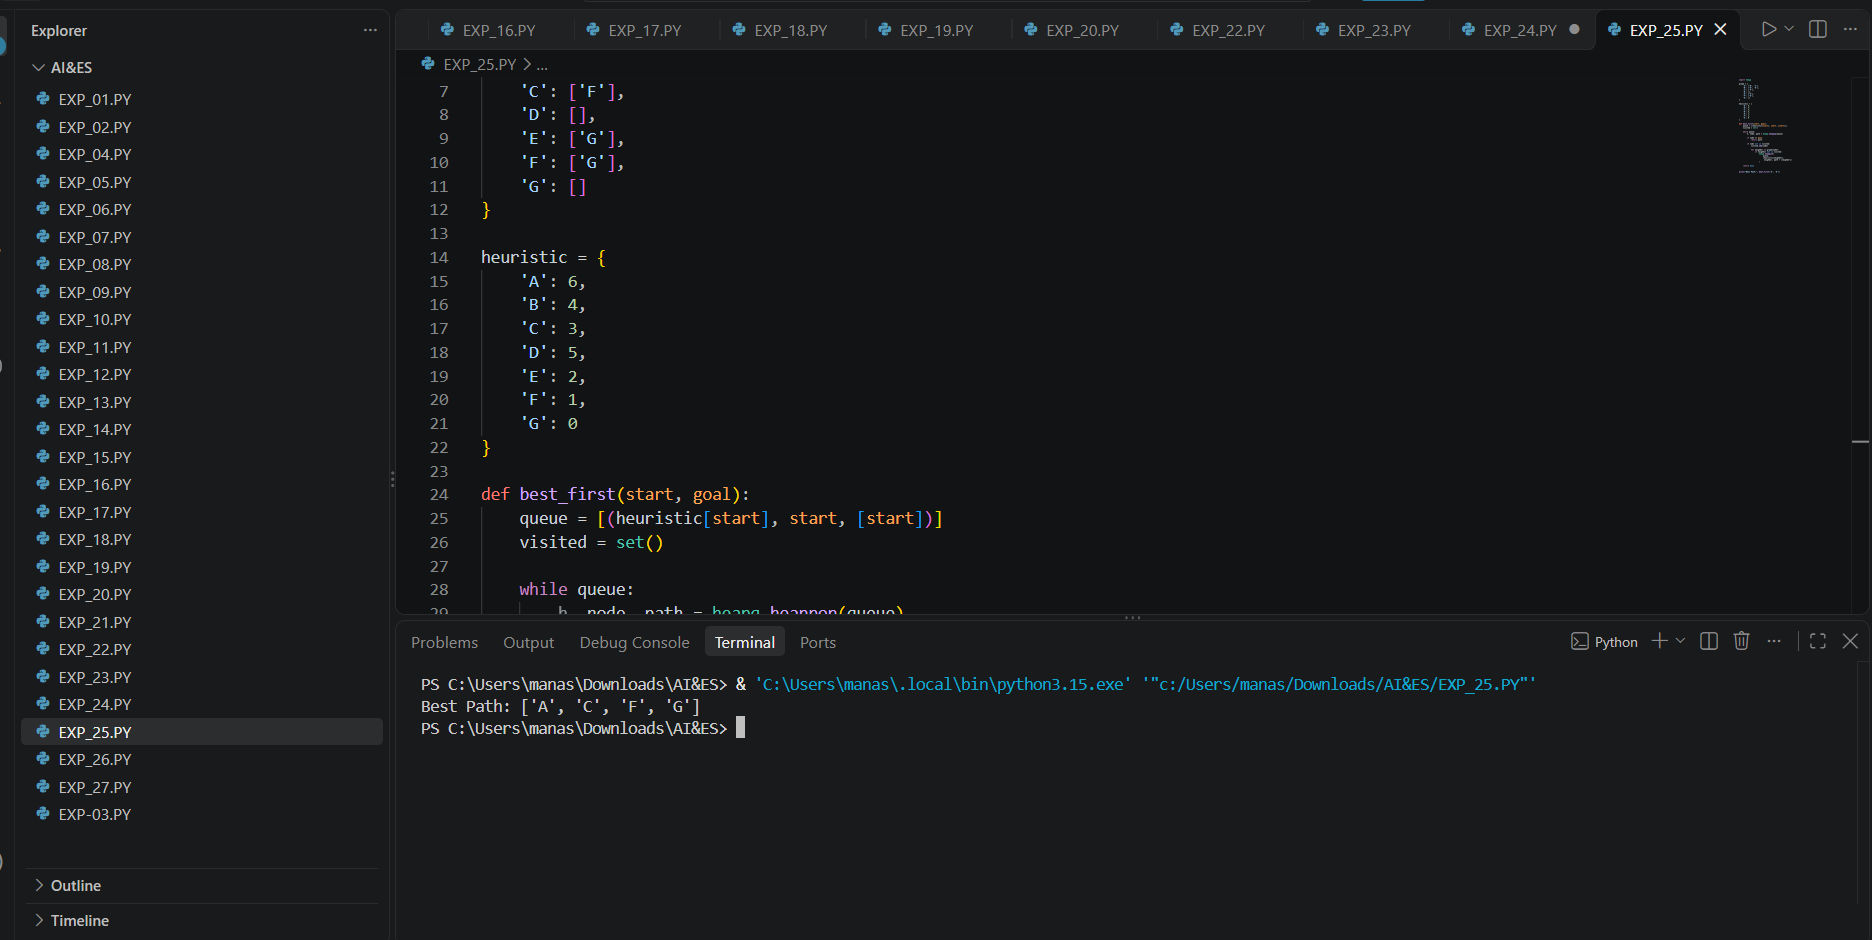 Explorer
AI&ES
EXP_01.PY
EXP_02.PY
EXP_04.PY
EXP_05.PY
EXP_06.PY
EXP_07.PY
EXP_08.PY
EXP_09.PY
EXP_10.PY
EXP_11.PY
EXP_12.PY
EXP_13.PY
EXP_14.PY
EXP_15.PY
EXP_16.PY
EXP_17.PY
EXP_18.PY
EXP_19.PY
EXP_20.PY
EXP_21.PY
EXP_22.PY
EXP_23.PY
EXP_24.PY
EXP_25.PY
EXP_26.PY
EXP_27.PY
EXP-03.PY
Outline
Timeline
EXP_16.PY EXP_17.PY EXP_18.PY EXP_19.PY EXP_20.PY EXP_22.PY EXP_23.PY EXP_24.PY EXP_25.PY
EXP_25.PY > ...
7 'C': ['F'],
8 'D': [],
9 'E': ['G'],
10 'F': ['G'],
11 'G': []
12 }
13
14 heuristic = {
15 'A': 6,
16 'B': 4,
17 'C': 3,
18 'D': 5,
19 'E': 2,
20 'F': 1,
21 'G': 0
22 }
23
24 def best_first(start, goal):
25 queue = [(heuristic[start], start, [start])]
26 visited = set()
27
28 while queue:
29 h, node, path = heapq.heappop(queue)
Problems Output Debug Console Terminal Ports
Python
PS C:\Users\manas\Downloads\AI&ES> & 'C:\Users\manas\.local\bin\python3.15.exe' '"c:/Users/manas/Downloads/AI&ES/EXP_25.PY"'
Best Path: ['A', 'C', 'F', 'G']
PS C:\Users\manas\Downloads\AI&ES>